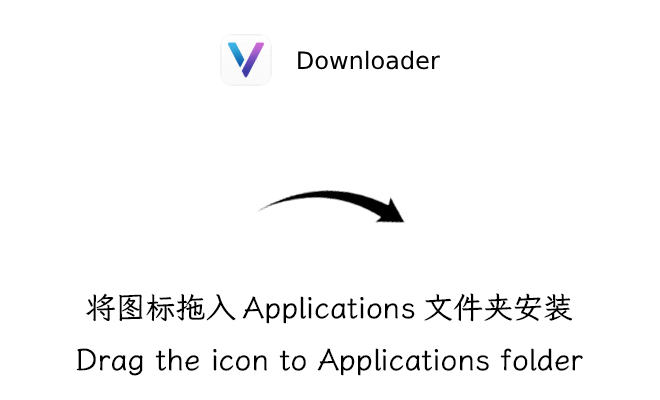 Downloader
将图标拖入 Applications 文件夹安装
Drag the icon to Applications folder